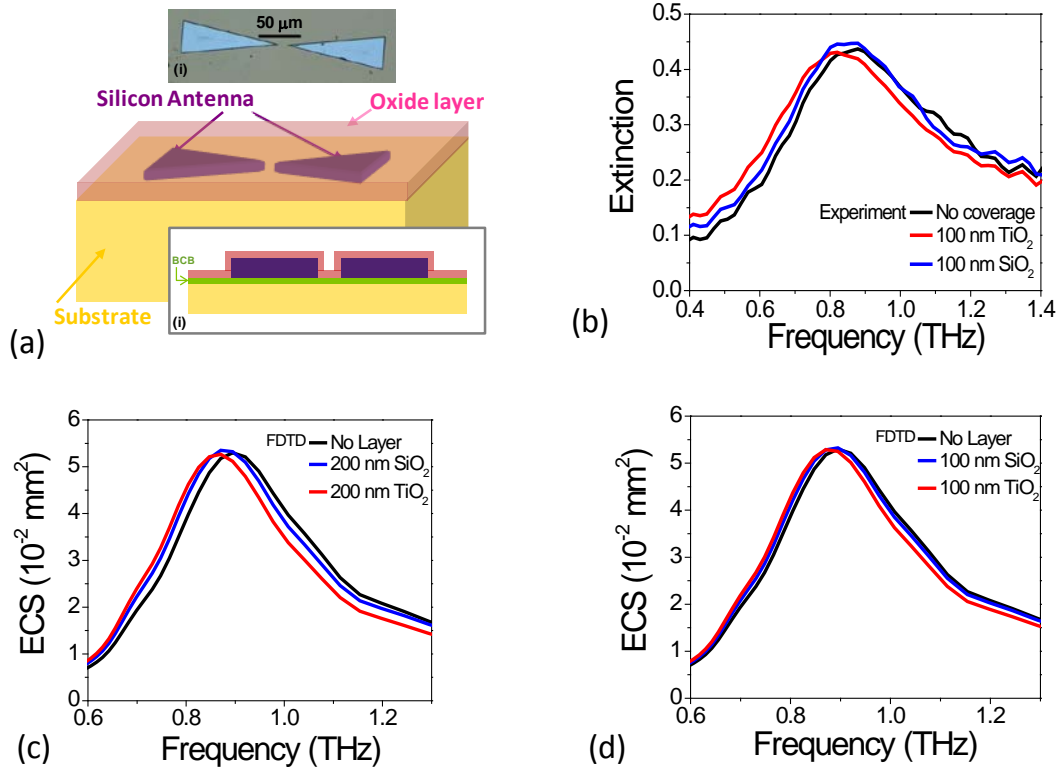 50 μm
(i)
Silicon Antenna
Oxide layer
BCB
Substrate
(i)
(a)
Extinction
0.5
0.4
0.3
0.2
0.1
0.0
Experiment
No coverage
100 nm TiO₂
100 nm SiO₂
0.4 0.6 0.8 1.0 1.2 1.4
Frequency (THz)
(b)
ECS (10⁻² mm²)
6
5
4
3
2
1
0
FDTD
No Layer
200 nm SiO₂
200 nm TiO₂
0.6 0.8 1.0 1.2
Frequency (THz)
(c)
ECS (10⁻² mm²)
6
5
4
3
2
1
0
FDTD
No Layer
100 nm SiO₂
100 nm TiO₂
0.6 0.8 1.0 1.2
Frequency (THz)
(d)